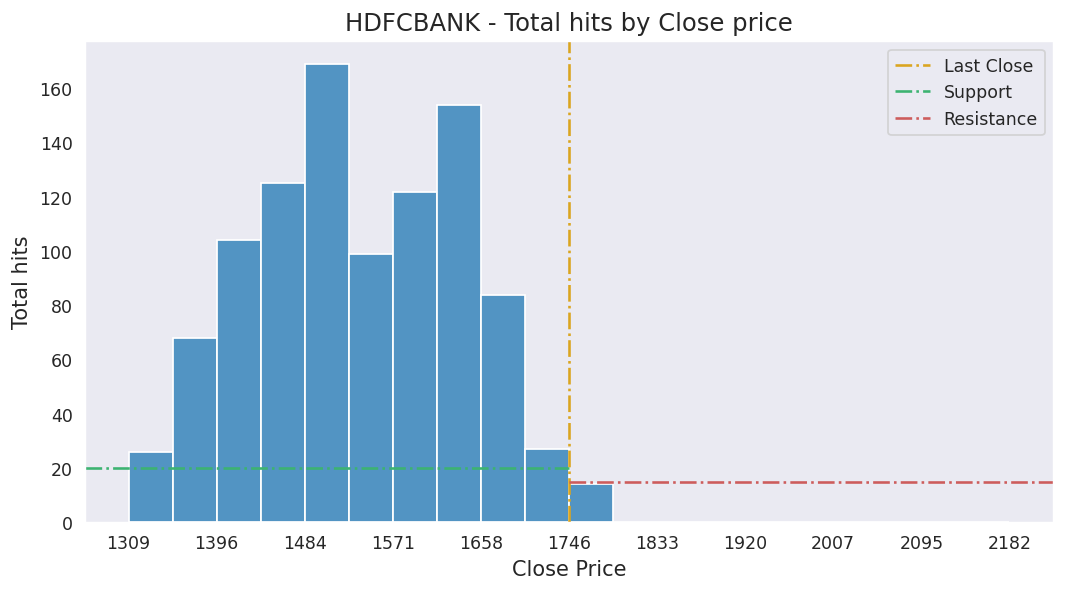 HDFCBANK - Total hits by Close price
Last Close
Support
Resistance
Total hits
160
140
120
100
80
60
40
20
0
1309 1396 1484 1571 1658 1746 1833 1920 2007 2095 2182
Close Price